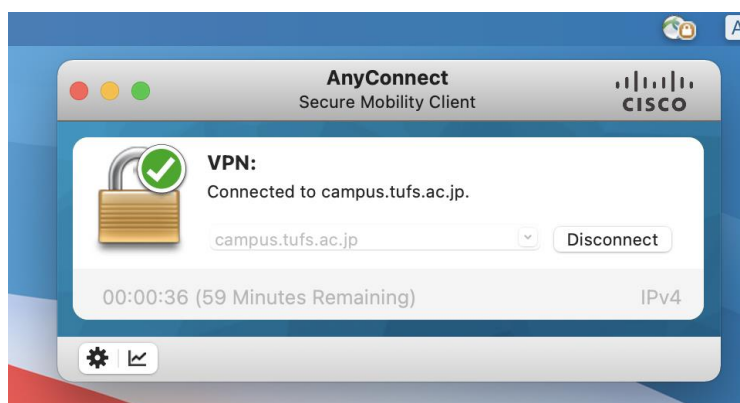 A
AnyConnect
Secure Mobility Client
CISCO
VPN:
Connected to campus.tufs.ac.jp.
campus.tufs.ac.jp
Disconnect
00:00:36 (59 Minutes Remaining)
IPv4